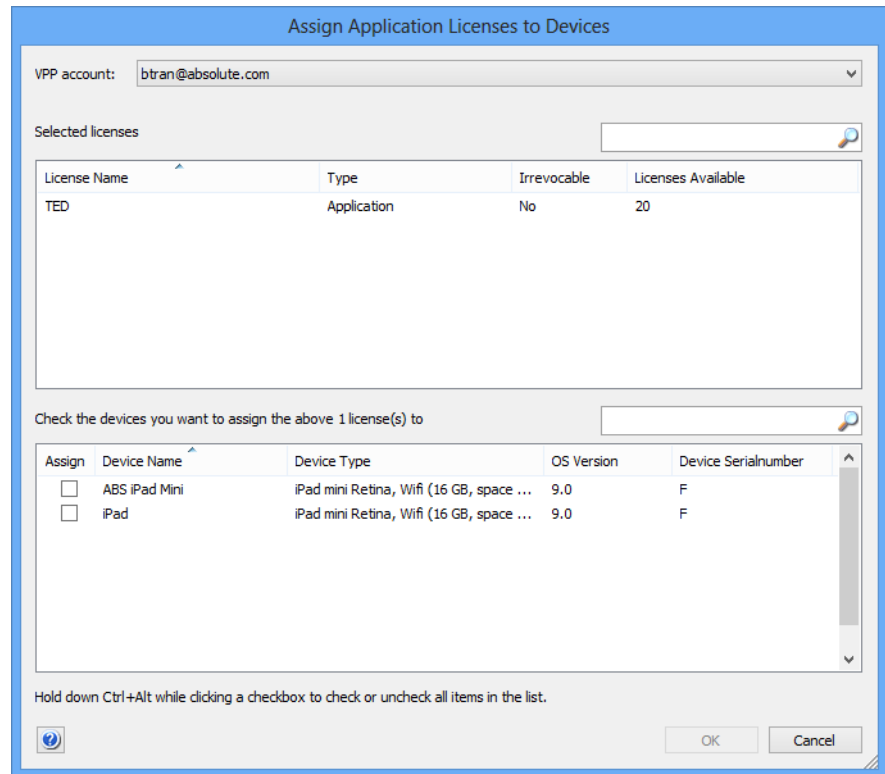 Assign Application Licenses to Devices
VPP account: btran@absolute.com
Selected licenses
License Name Type Irrevocable Licenses Available
TED Application No 20
Check the devices you want to assign the above 1 license(s) to
Assign Device Name Device Type OS Version Device Serialnumber
ABS iPad Mini iPad mini Retina, Wifi (16 GB, space ... 9.0 F
iPad iPad mini Retina, Wifi (16 GB, space ... 9.0 F
Hold down Ctrl+Alt while clicking a checkbox to check or uncheck all items in the list.
? OK Cancel